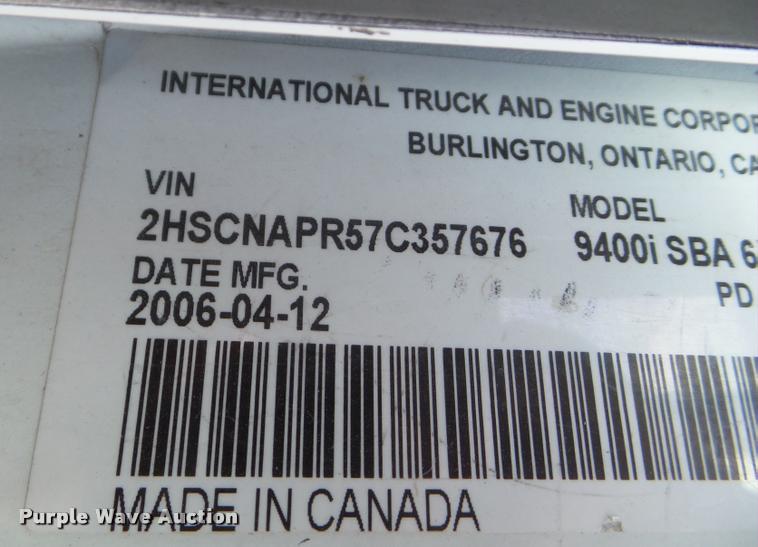 INTERNATIONAL TRUCK AND ENGINE CORPOR
BURLINGTON, ONTARIO, CA
VIN
2HSCNAPR57C357676
MODEL
9400i SBA 6
DATE MFG.
2006-04-12
PD
MADE IN CANADA
Purple Wave Auction